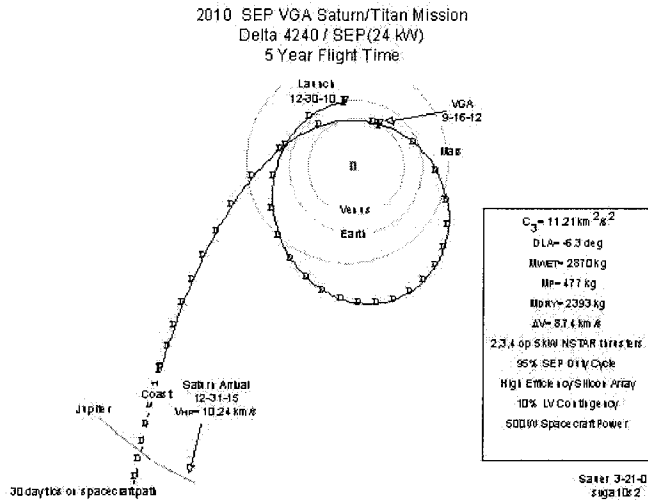 2010 SEP VGA Saturn/Titan Mission
Delta 4240 / SEP(24 kW)
5 Year Flight Time
Launch
12-30-10
VGA
9-16-12
Mars
Venus
Earth
C3= 11.21 km2/s2
DLA= -6.3 deg
MWET= 2870 kg
MP= 477 kg
MDRY= 2393 kg
ΔV= 8.74 km/s
2,3,4 op 5kW NSTAR thrusters
95% SEP Duty Cycle
High Efficiency Silicon Array
10% LV Contingency
500W Spacecraft Power
Coast
Saturn Arrival
12-31-15
VHP= 10.24 km/s
Jupiter
30 day tics on spacecraft path
Sauer 3-21-0